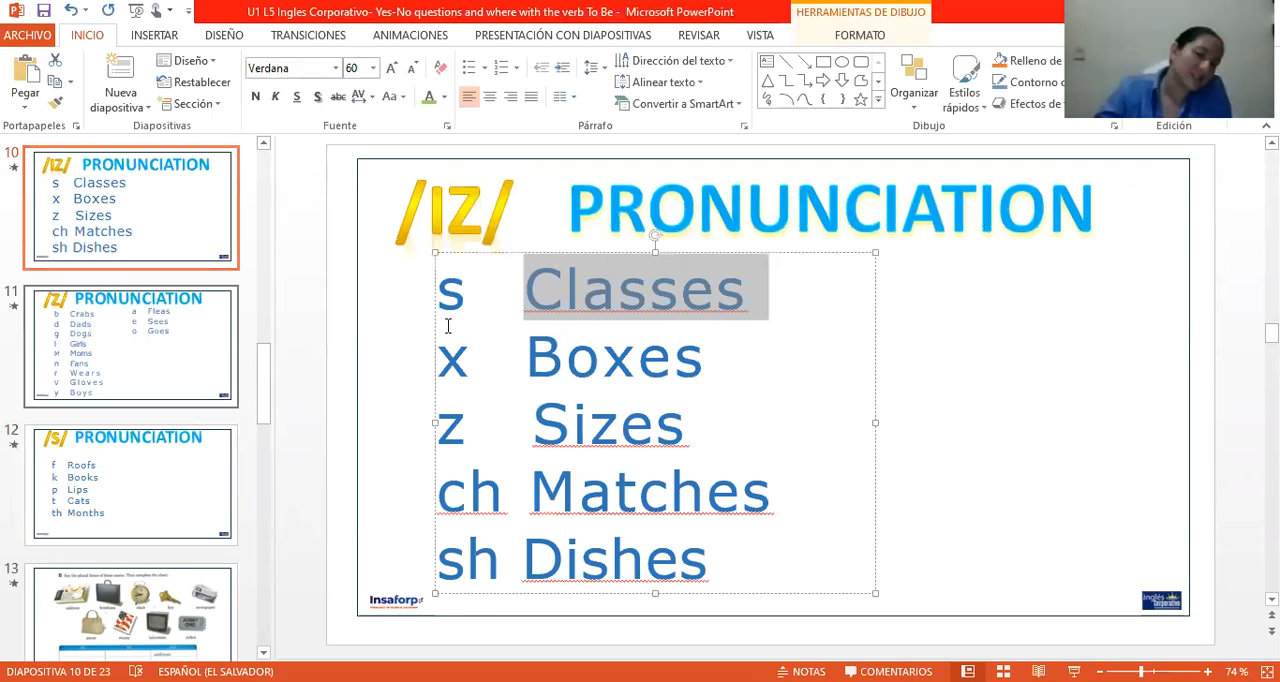 U1 L5 Ingles Corporativo- Yes-No questions and where with the verb To Be - Microsoft PowerPoint
HERRAMIENTAS DE DIBUJO
ARCHIVO INICIO INSERTAR DISEÑO TRANSICIONES ANIMACIONES PRESENTACIÓN CON DIAPOSITIVAS REVISAR VISTA FORMATO
Pegar
Nueva diapositiva
Diseño
Restablecer
Sección
Verdana 60
N K S S abc AV Aa A
Dirección del texto
Alinear texto
Convertir a SmartArt
Organizar
Estilos rápidos
Relleno de
Contorno
Efectos de
Portapapeles Diapositivas Fuente Párrafo Dibujo Edición
10
/IZ/ PRONUNCIATION
s Classes
x Boxes
z Sizes
ch Matches
sh Dishes
11
/Z/ PRONUNCIATION
b Crabs
d Dads
g Dogs
l Girls
M Moms
n Fans
r Wears
v Gloves
y Boys
a Fleas
e Sees
o Goes
12
/S/ PRONUNCIATION
f Roofs
k Books
p Lips
t Cats
th Months
13
/IZ/ PRONUNCIATION
s Classes
x Boxes
z Sizes
ch Matches
sh Dishes
Insaforp
Inglés Corporativo
DIAPOSITIVA 10 DE 23 ESPAÑOL (EL SALVADOR) NOTAS COMENTARIOS 74 %